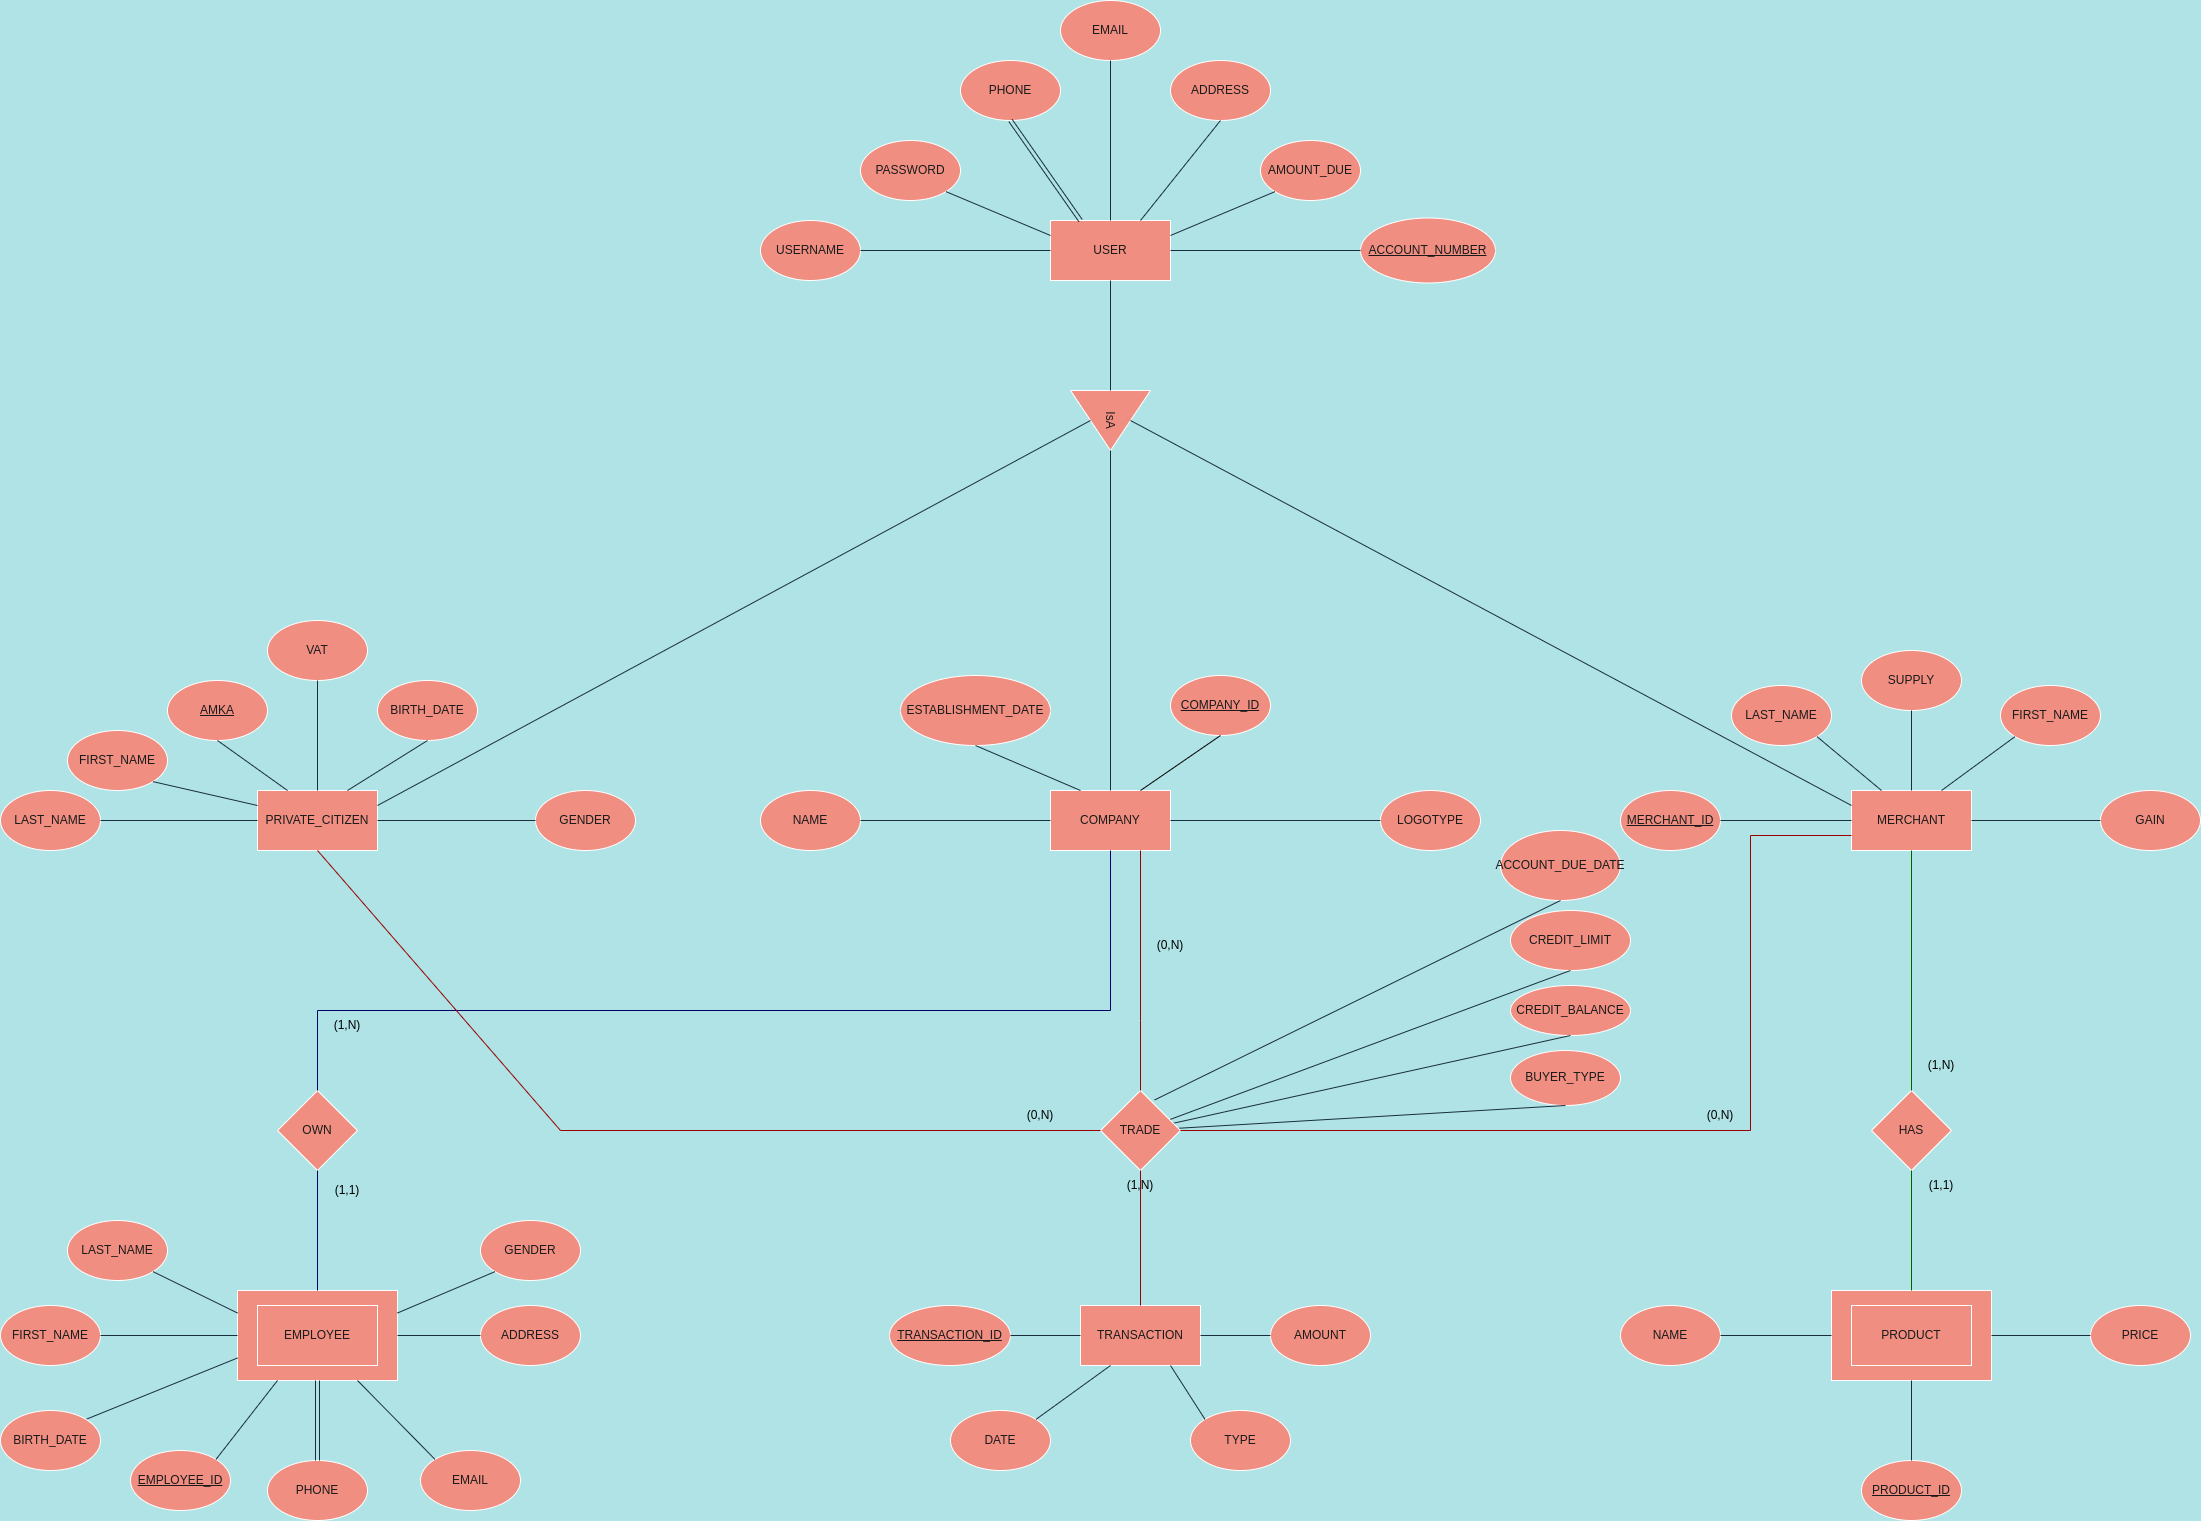 EMAIL
PHONE
ADDRESS
PASSWORD
AMOUNT_DUE
USERNAME
USER
ACCOUNT_NUMBER
IsA
VAT
AMKA
BIRTH_DATE
FIRST_NAME
LAST_NAME
PRIVATE_CITIZEN
GENDER
ESTABLISHMENT_DATE
COMPANY_ID
NAME
COMPANY
LOGOTYPE
SUPPLY
LAST_NAME
FIRST_NAME
MERCHANT_ID
MERCHANT
GAIN
ACCOUNT_DUE_DATE
CREDIT_LIMIT
CREDIT_BALANCE
BUYER_TYPE
(0,N)
(1,N)
(1,N)
(0,N)
(0,N)
OWN
TRADE
HAS
(1,1)
(1,N)
(1,1)
LAST_NAME
GENDER
FIRST_NAME
EMPLOYEE
ADDRESS
BIRTH_DATE
EMPLOYEE_ID
PHONE
EMAIL
TRANSACTION_ID
TRANSACTION
AMOUNT
DATE
TYPE
NAME
PRODUCT
PRICE
PRODUCT_ID